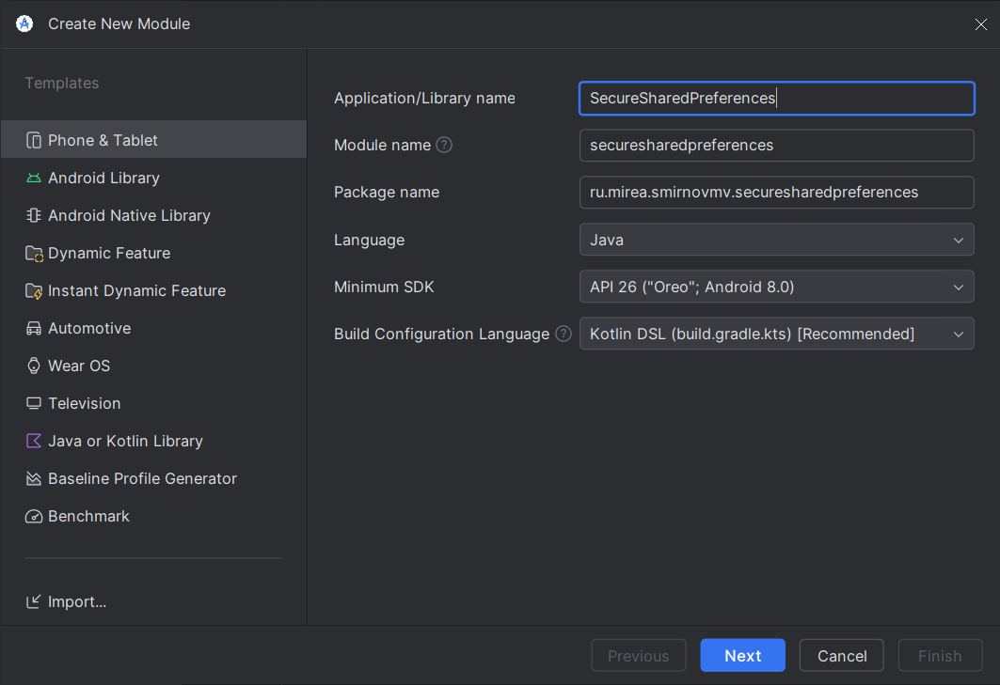 Create New Module
Templates
Phone & Tablet
Android Library
Android Native Library
Dynamic Feature
Instant Dynamic Feature
Automotive
Wear OS
Television
Java or Kotlin Library
Baseline Profile Generator
Benchmark
Import...
Application/Library name
SecureSharedPreferences
Module name ?
securesharedpreferences
Package name
ru.mirea.smirnovmv.securesharedpreferences
Language
Java
Minimum SDK
API 26 ("Oreo"; Android 8.0)
Build Configuration Language ?
Kotlin DSL (build.gradle.kts) [Recommended]
Previous
Next
Cancel
Finish